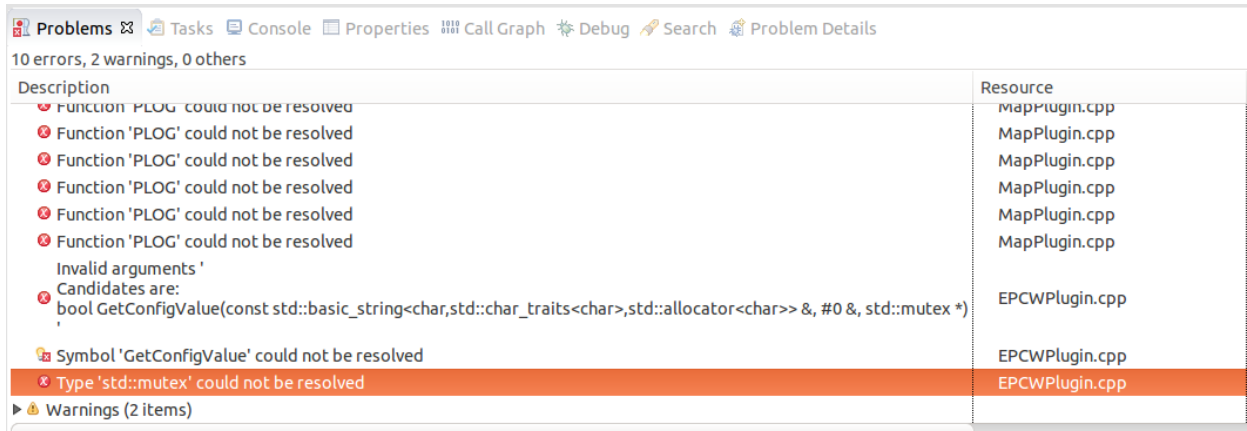 Problems Tasks Console Properties Call Graph Debug Search Problem Details
10 errors, 2 warnings, 0 others
Description Resource
Function 'PLOG' could not be resolved MapPlugin.cpp
Function 'PLOG' could not be resolved MapPlugin.cpp
Function 'PLOG' could not be resolved MapPlugin.cpp
Function 'PLOG' could not be resolved MapPlugin.cpp
Function 'PLOG' could not be resolved MapPlugin.cpp
Function 'PLOG' could not be resolved MapPlugin.cpp
Invalid arguments '
Candidates are:
bool GetConfigValue(const std::basic_string<char,std::char_traits<char>,std::allocator<char>> &, #0 &, std::mutex *) EPCWPlugin.cpp
'
Symbol 'GetConfigValue' could not be resolved EPCWPlugin.cpp
Type 'std::mutex' could not be resolved EPCWPlugin.cpp
Warnings (2 items)